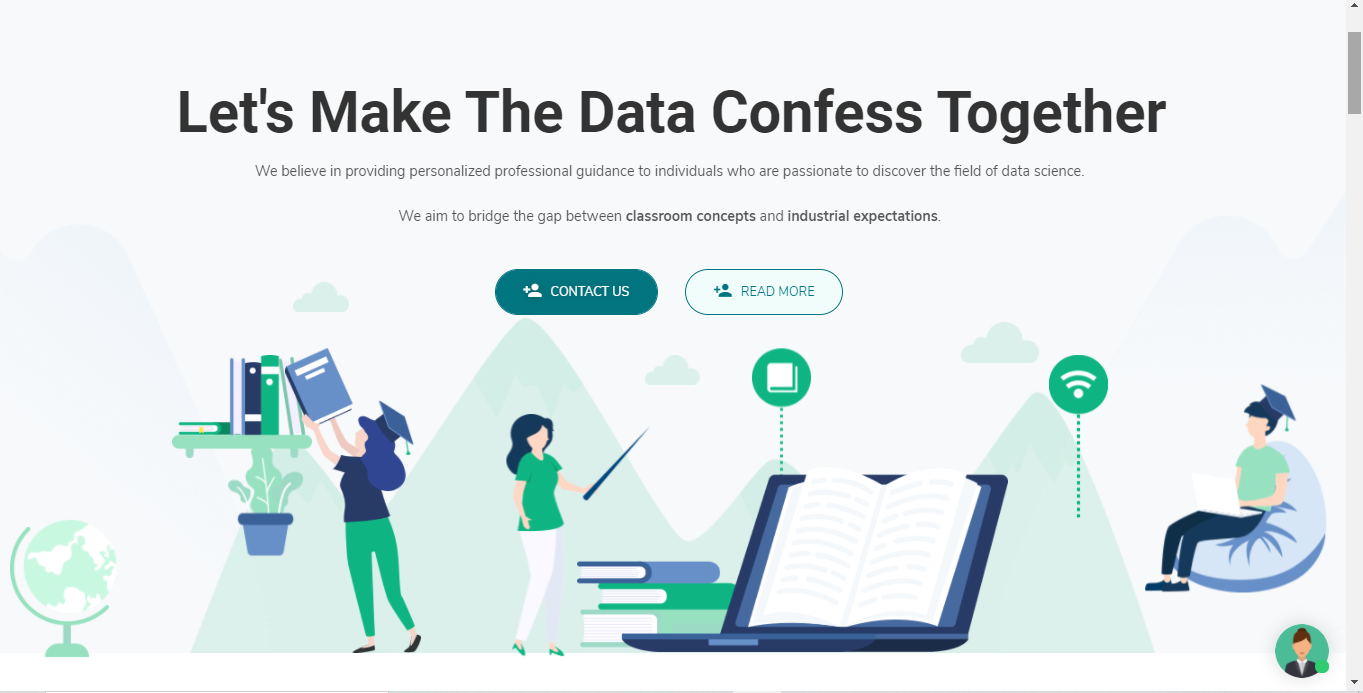 Let's Make The Data Confess Together
We believe in providing personalized professional guidance to individuals who are passionate to discover the field of data science.
We aim to bridge the gap between classroom concepts and industrial expectations.
CONTACT US
READ MORE